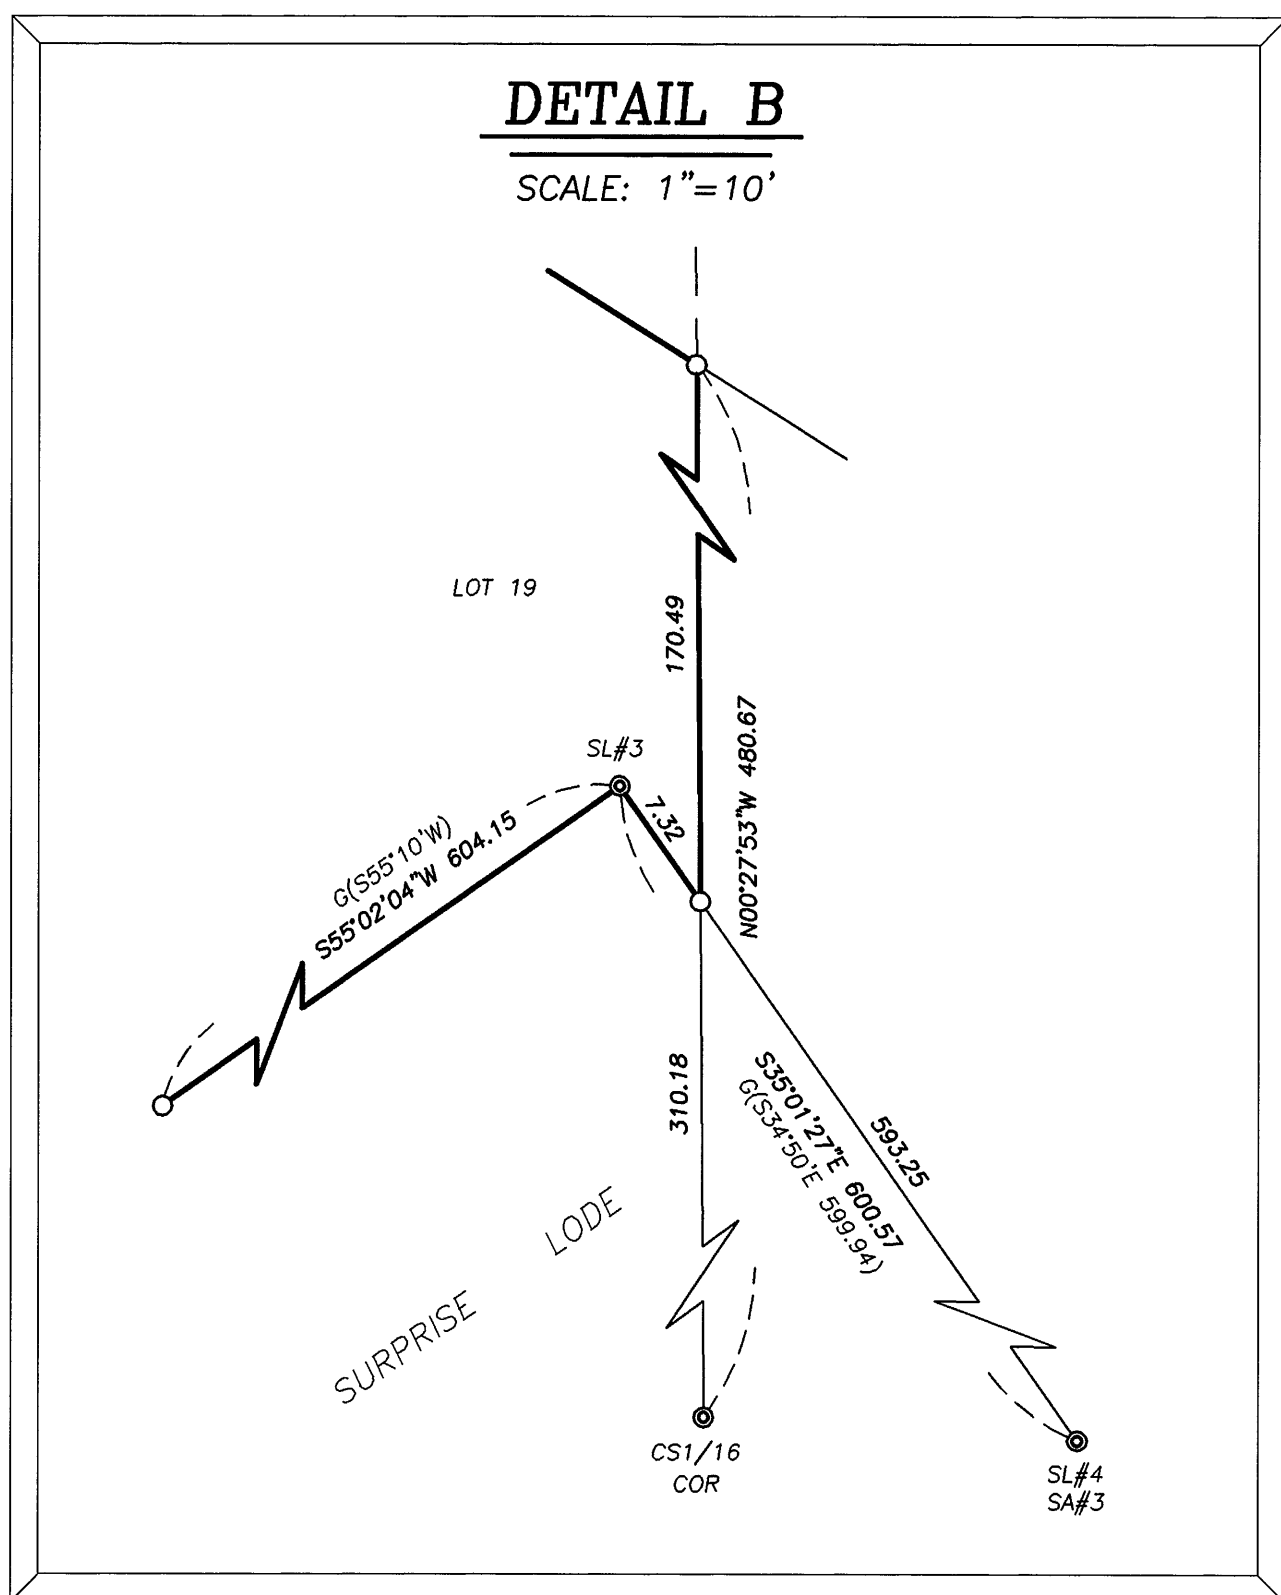 DETAIL B
SCALE: 1"=10'
LOT 19
170.49
N00°27'53"W 480.67
SL#3
7.32
G(S55°10'W)
S55°02'04"W 604.15
310.18
S35°01'27"E 600.57
G(S34°50'E 599.94)
593.25
SURPRISE LODE
CS1/16
COR
SL#4
SA#3